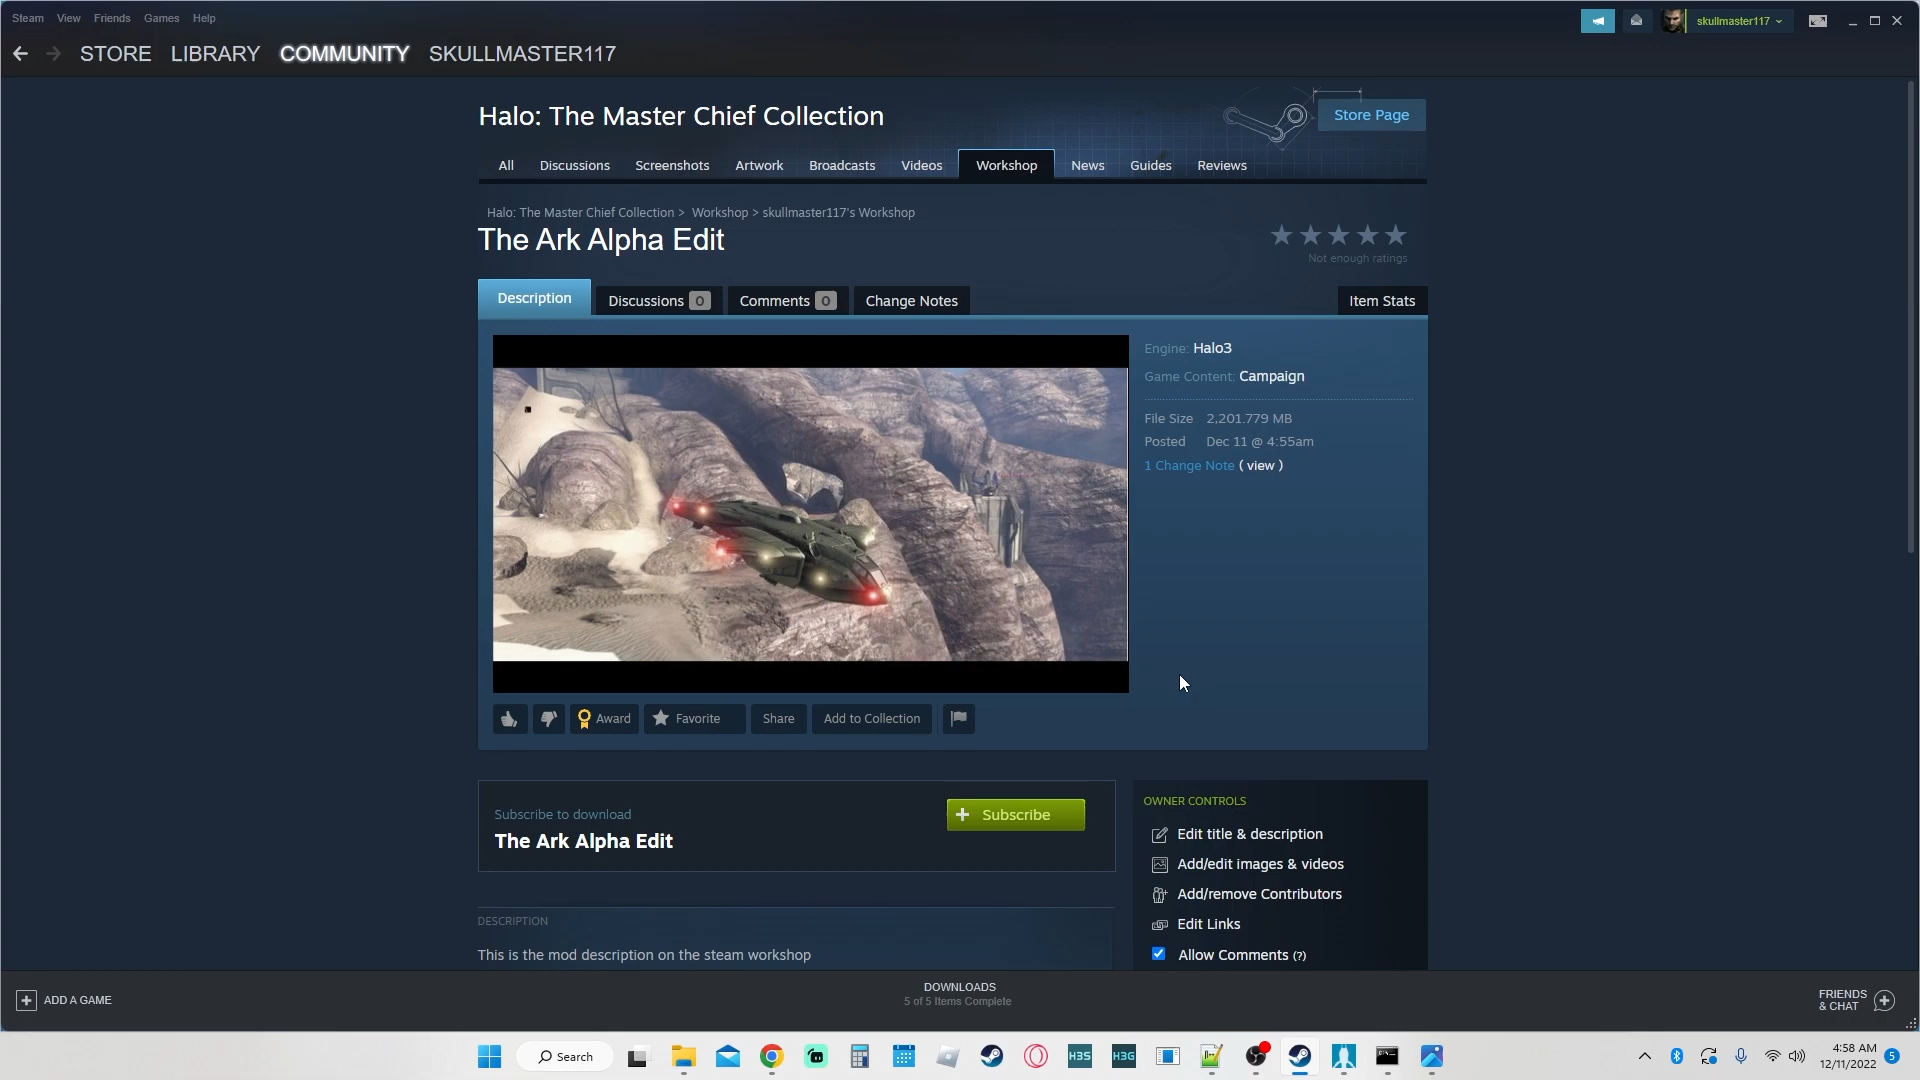 Steam View Friends Games Help
skullmaster117
STORE LIBRARY COMMUNITY SKULLMASTER117
Halo: The Master Chief Collection
Store Page
All Discussions Screenshots Artwork Broadcasts Videos Workshop News Guides Reviews
Halo: The Master Chief Collection > Workshop > skullmaster117's Workshop
The Ark Alpha Edit
Not enough ratings
Description Discussions 0 Comments 0 Change Notes Item Stats
Engine: Halo3
Game Content: Campaign
File Size 2,201.779 MB
Posted Dec 11 @ 4:55am
1 Change Note ( view )
Award Favorite Share Add to Collection
Subscribe to download
The Ark Alpha Edit
Subscribe
OWNER CONTROLS
Edit title & description
Add/edit images & videos
Add/remove Contributors
Edit Links
Allow Comments (?)
DESCRIPTION
This is the mod description on the steam workshop
ADD A GAME
DOWNLOADS
5 of 5 Items Complete
FRIENDS
& CHAT
Search
H3S
H3G
4:58 AM
12/11/2022
5